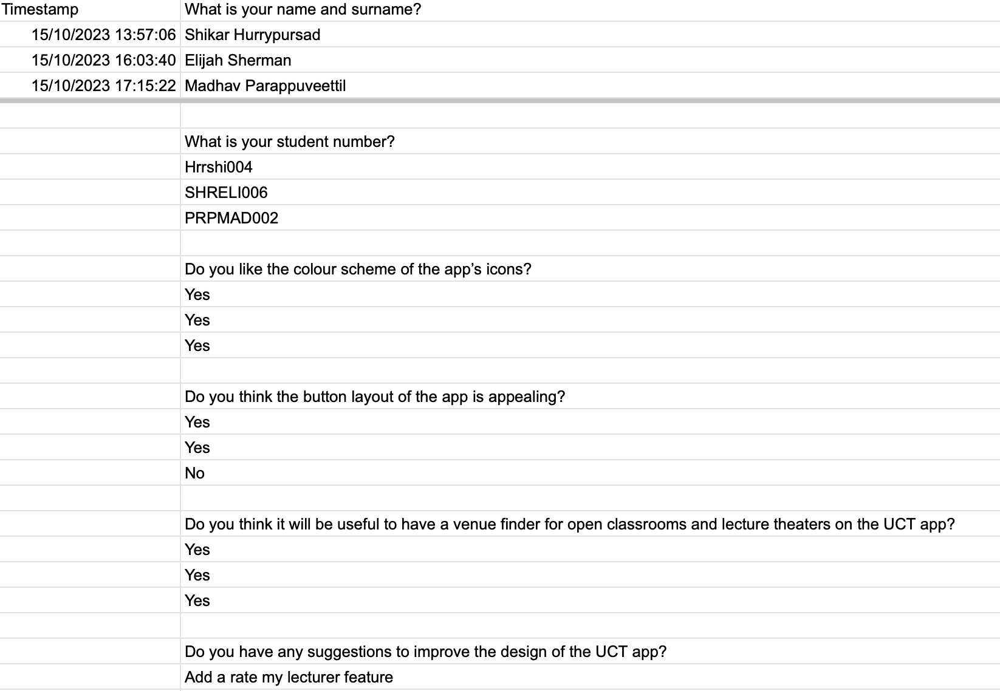 Timestamp What is your name and surname?
15/10/2023 13:57:06 Shikar Hurrypursad
15/10/2023 16:03:40 Elijah Sherman
15/10/2023 17:15:22 Madhav Parappuveettil
What is your student number?
Hrrshi004
SHRELI006
PRPMAD002
Do you like the colour scheme of the app’s icons?
Yes
Yes
Yes
Do you think the button layout of the app is appealing?
Yes
Yes
No
Do you think it will be useful to have a venue finder for open classrooms and lecture theaters on the UCT app?
Yes
Yes
Yes
Do you have any suggestions to improve the design of the UCT app?
Add a rate my lecturer feature